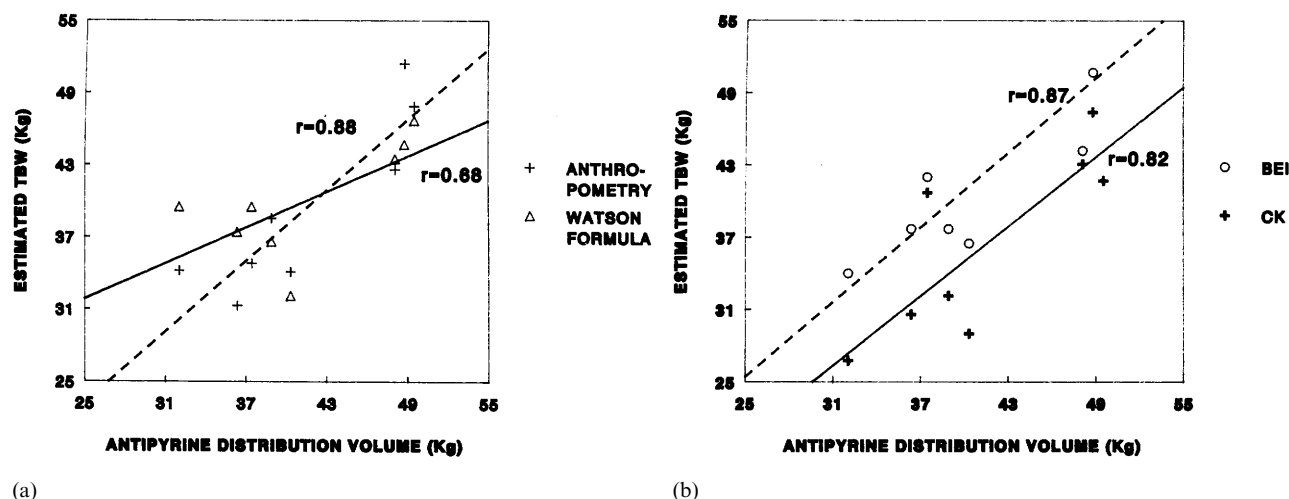 55
49
43
37
31
25
25
31
37
43
49
55
ESTIMATED TBW (Kg)
ANTIPYRINE DISTRIBUTION VOLUME (Kg)
r=0.88
r=0.68
ANTHRO-
POMETRY
WATSON
FORMULA
(a)
55
49
43
37
31
25
25
31
37
43
49
55
ESTIMATED TBW (Kg)
ANTIPYRINE DISTRIBUTION VOLUME (Kg)
r=0.87
r=0.82
BEI
CK
(b)